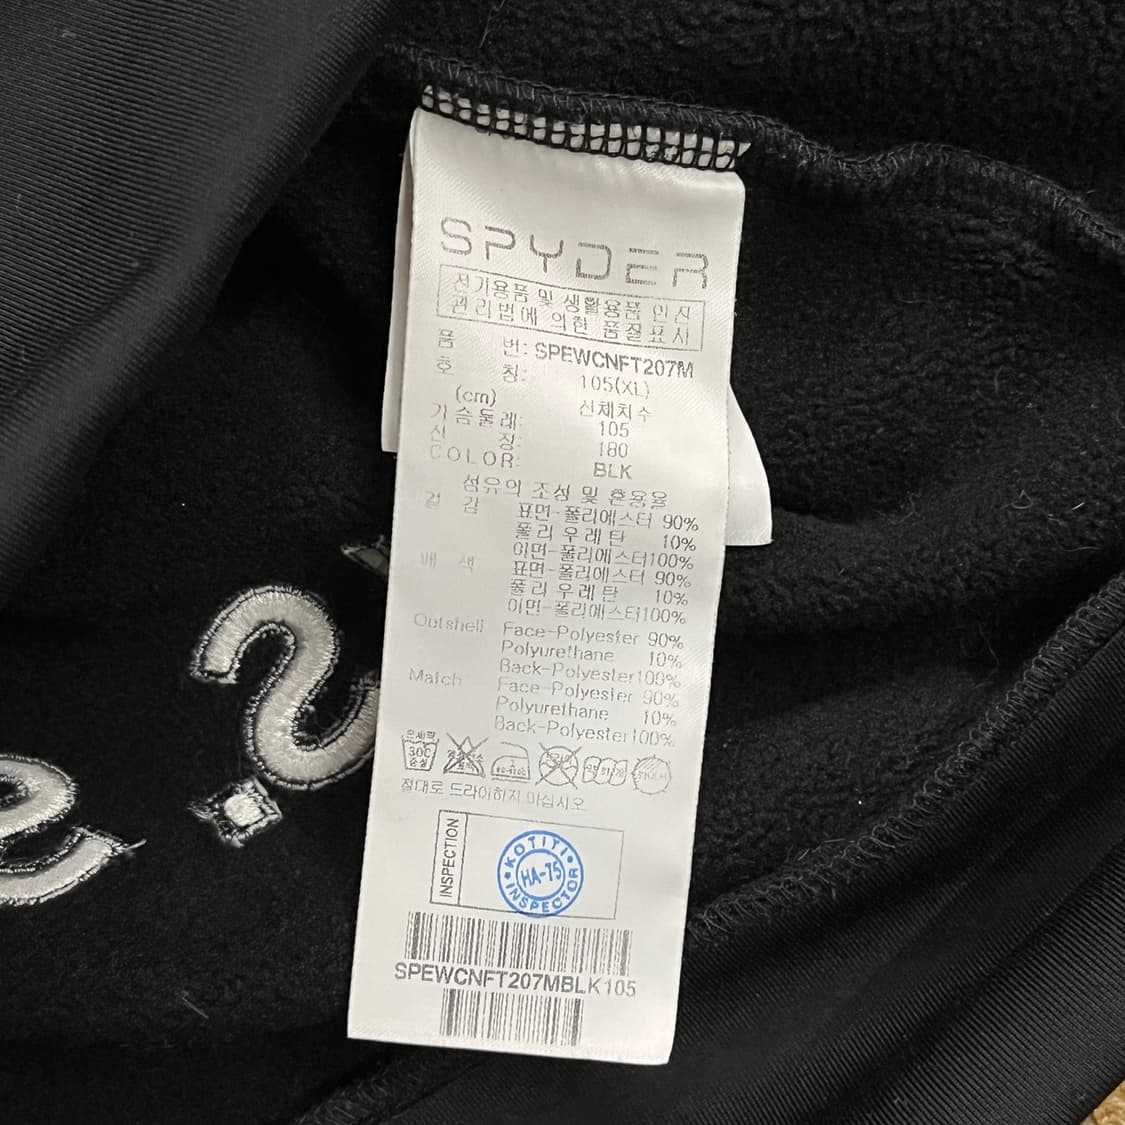 SPYDER
전기용품 및 생활용품 안전
관리법에 의한 품질표시
품 번: SPEWCNFT207M
호 칭: 105(XL)
(cm) 신체치수
가슴둘레: 105
신 장: 180
COLOR: BLK
섬유의 조성 및 혼용율
겉 감 표면-폴리에스터 90%
폴리우레탄 10%
이면-폴리에스터100%
배 색 표면-폴리에스터 90%
폴리우레탄 10%
이면-폴리에스터100%
Outshell Face-Polyester 90%
Polyurethane 10%
Back-Polyester100%
Match Face-Polyester 90%
Polyurethane 10%
Back-Polyester100%
손세탁
30C
중성
절대로 드라이하지 마십시오
INSPECTION
KOTITI
HA-75
INSPECTOR
SPEWCNFT207MBLK105